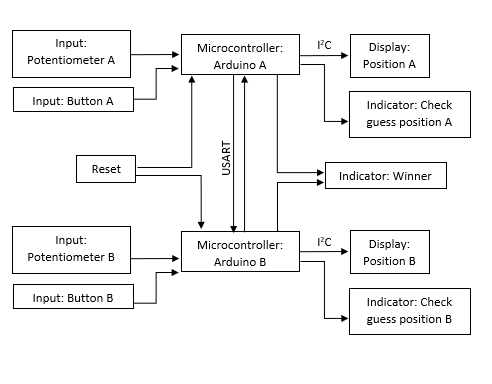 Input:
Potentiometer A
Input: Button A
Microcontroller:
Arduino A
I²C
Display:
Position A
Indicator: Check
guess position A
Reset
USART
Indicator: Winner
Input:
Potentiometer B
Input: Button B
Microcontroller:
Arduino B
I²C
Display:
Position B
Indicator: Check
guess position B